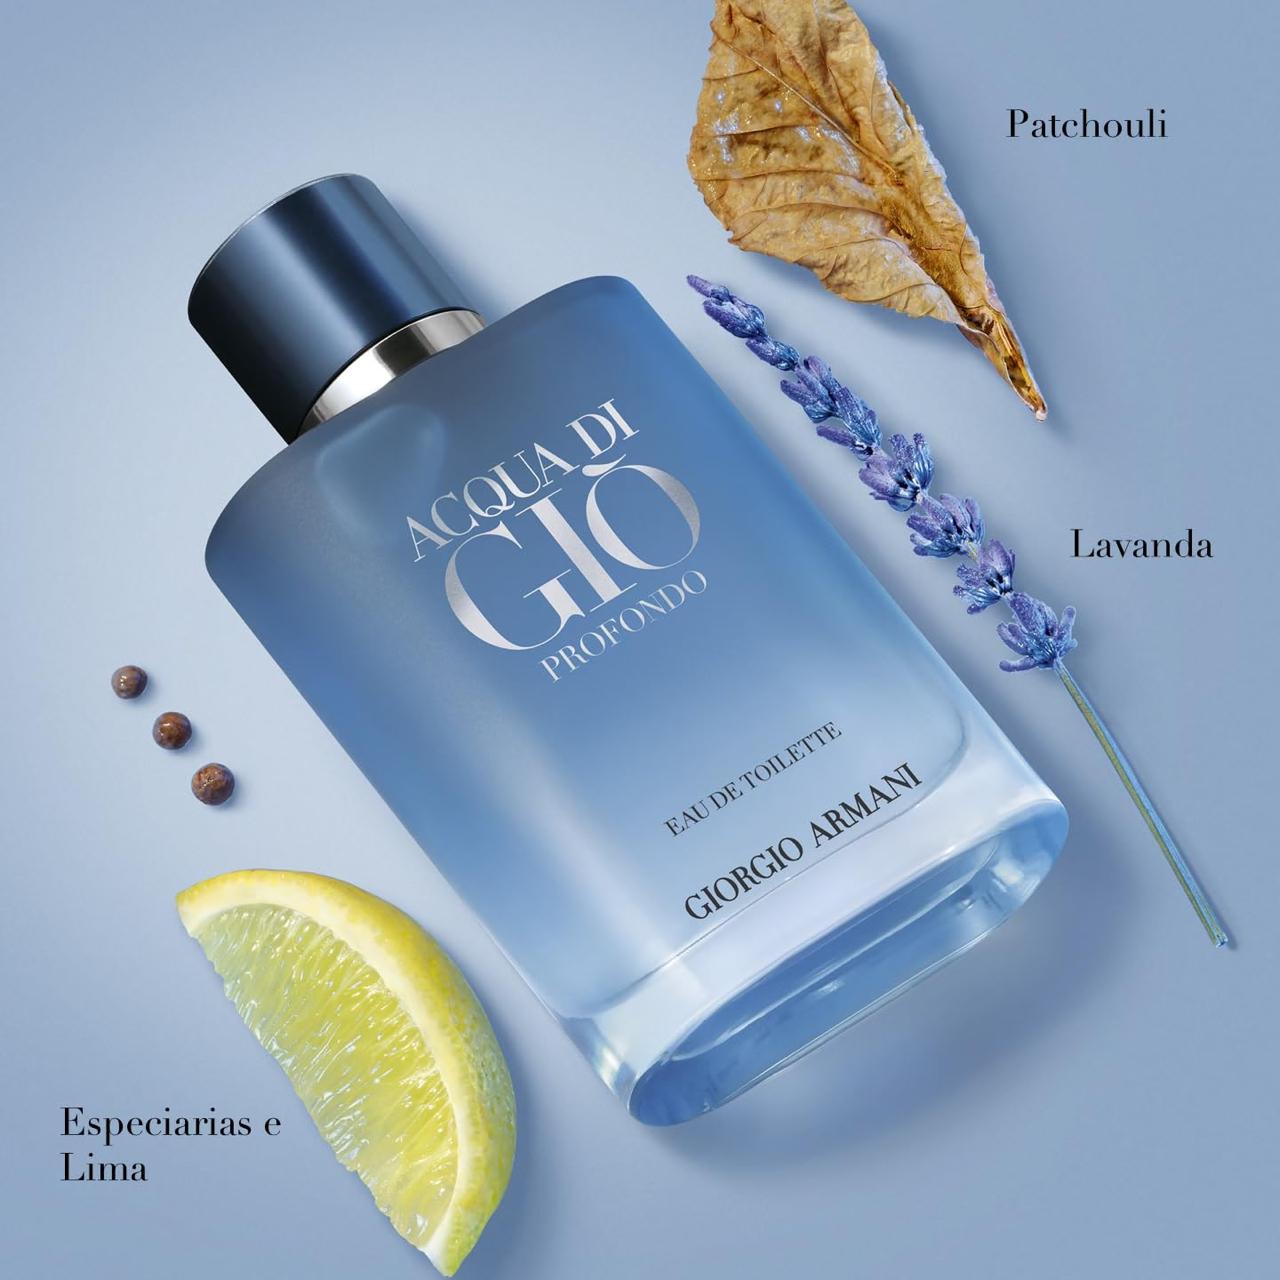 Patchouli
ACQUA DI
GIÒ
PROFONDO
Lavanda
EAU DE TOILETTE
GIORGIO ARMANI
Especiarias e
Lima